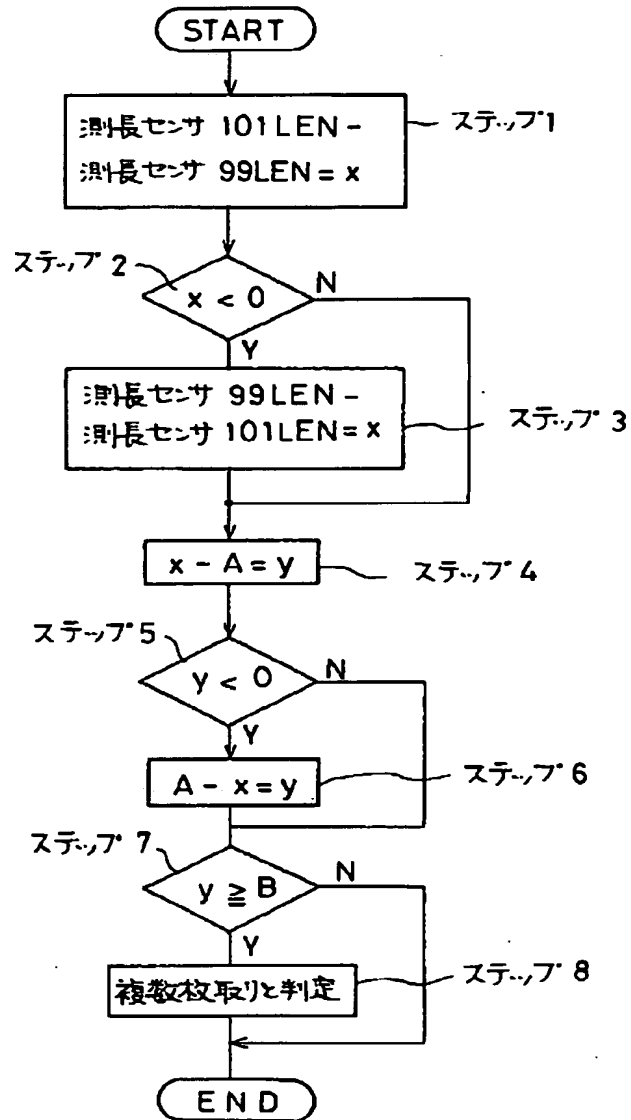 START
測長センサ 101LEN-
測長センサ 99LEN=x
ステップ1
ステップ2
x<0
N
Y
測長センサ 99LEN-
測長センサ 101LEN=x
ステップ3
x-A=y
ステップ4
ステップ5
y<0
N
Y
A-x=y
ステップ6
ステップ7
y≧B
N
Y
複数枚取りと判定
ステップ8
END